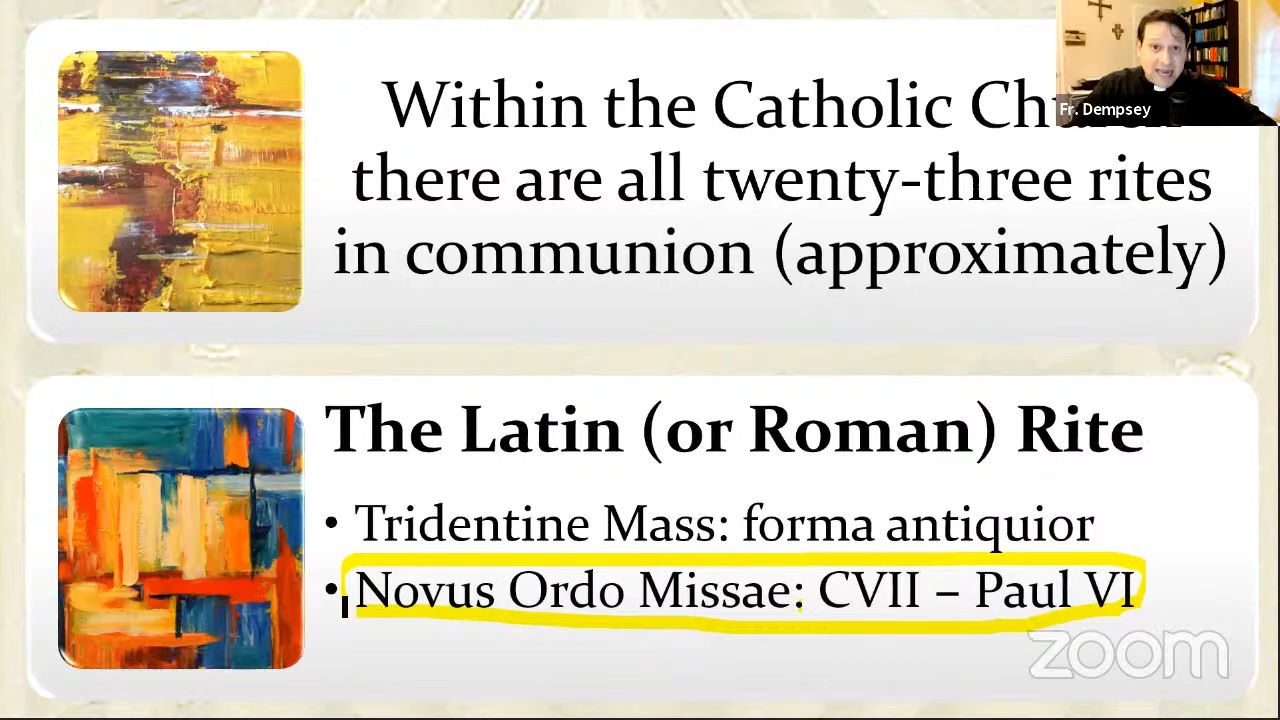 Within the Catholic
there are all twenty-three rites
in communion (approximately)
Fr. Dempsey
The Latin (or Roman) Rite
• Tridentine Mass: forma antiquior
• Novus Ordo Missae: CVII – Paul VI
zoom